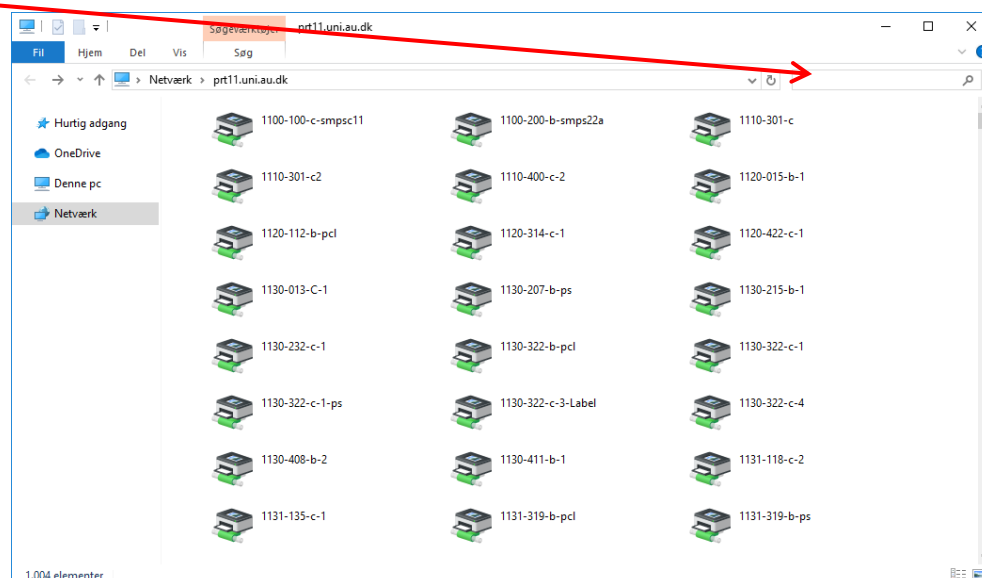 Søgeværktøjer prt11.uni.au.dk
Fil Hjem Del Vis Søg
Netværk > prt11.uni.au.dk
Hurtig adgang
OneDrive
Denne pc
Netværk
1100-100-c-smpsc11 1100-200-b-smps22a 1110-301-c
1110-301-c2 1110-400-c-2 1120-015-b-1
1120-112-b-pcl 1120-314-c-1 1120-422-c-1
1130-013-C-1 1130-207-b-ps 1130-215-b-1
1130-232-c-1 1130-322-b-pcl 1130-322-c-1
1130-322-c-1-ps 1130-322-c-3-Label 1130-322-c-4
1130-408-b-2 1130-411-b-1 1131-118-c-2
1131-135-c-1 1131-319-b-pcl 1131-319-b-ps
1.004 elementer